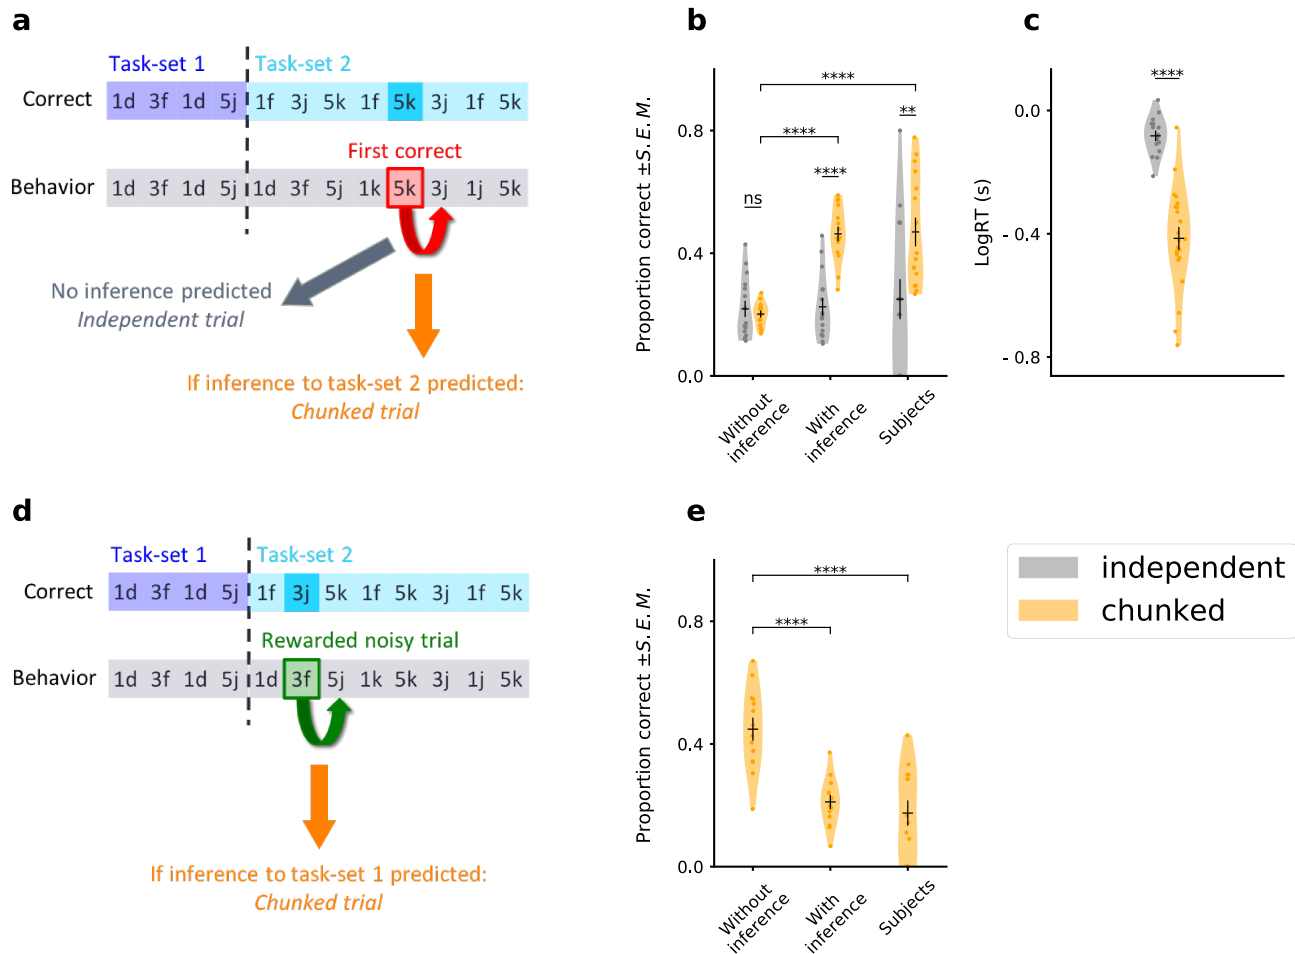 a
Task-set 1 Task-set 2
Correct 1d 3f 1d 5j 1f 3j 5k 1f 5k 3j 1f 5k
First correct
Behavior 1d 3f 1d 5j 1d 3f 5j 1k 5k 3j 1j 5k
No inference predicted
Independent trial
If inference to task-set 2 predicted:
Chunked trial
b
Proportion correct ±S.E.M.
0.8
0.4
0.0
ns
****
****
****
**
Without
inference
With
inference
Subjects
c
LogRT (s)
****
0.0
- 0.4
- 0.8
d
Task-set 1 Task-set 2
Correct 1d 3f 1d 5j 1f 3j 5k 1f 5k 3j 1f 5k
Rewarded noisy trial
Behavior 1d 3f 1d 5j 1d 3f 5j 1k 5k 3j 1j 5k
If inference to task-set 1 predicted:
Chunked trial
e
Proportion correct ±S.E.M.
0.8
0.4
0.0
****
****
Without
inference
With
inference
Subjects
independent
chunked